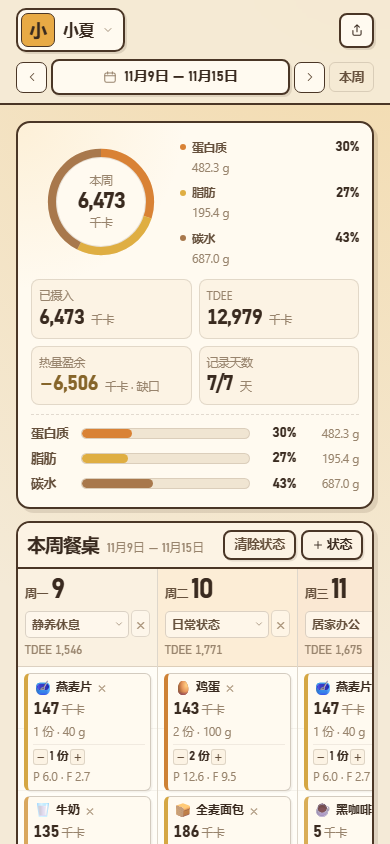 小 小夏
11月9日 — 11月15日
本周
本周
6,473
千卡
蛋白质 30%
482.3 g
脂肪 27%
195.4 g
碳水 43%
687.0 g
已摄入
6,473 千卡
TDEE
12,979 千卡
热量盈余
−6,506 千卡 · 缺口
记录天数
7/7 天
蛋白质 30% 482.3 g
脂肪 27% 195.4 g
碳水 43% 687.0 g
本周餐桌 11月9日 — 11月15日 清除状态 + 状态
周一 9 周二 10 周三 11
静养休息 × 日常状态 × 居家办公
TDEE 1,546 TDEE 1,771 TDEE 1,675
燕麦片 × 鸡蛋 × 燕麦片
147 千卡 143 千卡 147 千卡
1 份 · 40 g 2 份 · 100 g 1 份 · 40 g
− 1 份 + − 2 份 + − 1 份 +
P 6.0 · F 2.7 P 12.6 · F 9.5 P 6.0 · F 2.7
牛奶 × 全麦面包 × 黑咖啡
135 千卡 186 千卡 5 千卡